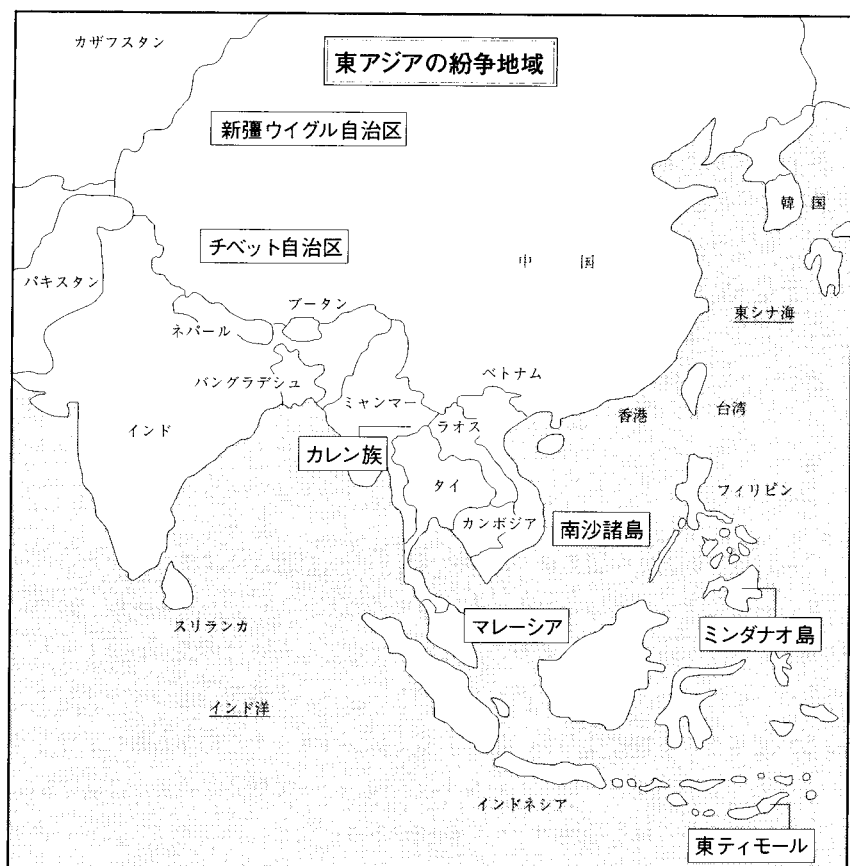 カザフスタン
東アジアの紛争地域
新疆ウイグル自治区
韓国
チベット自治区
中国
パキスタン
ブータン
東シナ海
ネパール
ベトナム
バングラデシュ
ミャンマー
香港
台湾
ラオス
インド
カレン族
タイ
フィリピン
カンボジア
南沙諸島
スリランカ
マレーシア
ミンダナオ島
インド洋
インドネシア
東ティモール